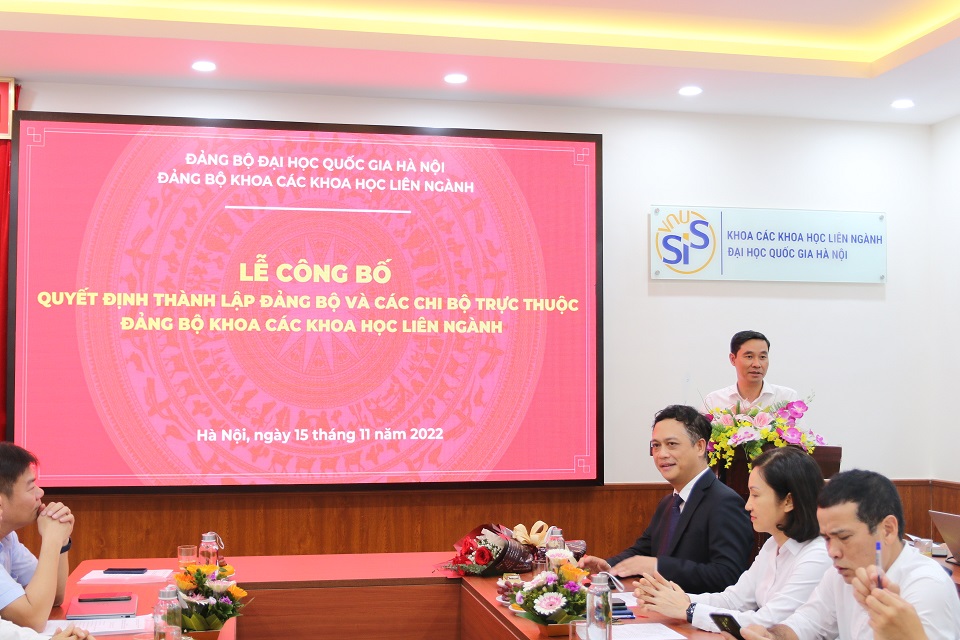 ĐẢNG BỘ ĐẠI HỌC QUỐC GIA HÀ NỘI
ĐẢNG BỘ KHOA CÁC KHOA HỌC LIÊN NGÀNH
LỄ CÔNG BỐ
QUYẾT ĐỊNH THÀNH LẬP ĐẢNG BỘ VÀ CÁC CHI BỘ TRỰC THUỘC
ĐẢNG BỘ KHOA CÁC KHOA HỌC LIÊN NGÀNH
Hà Nội, ngày 15 tháng 11 năm 2022
VNU
SiS
KHOA CÁC KHOA HỌC LIÊN NGÀNH
ĐẠI HỌC QUỐC GIA HÀ NỘI